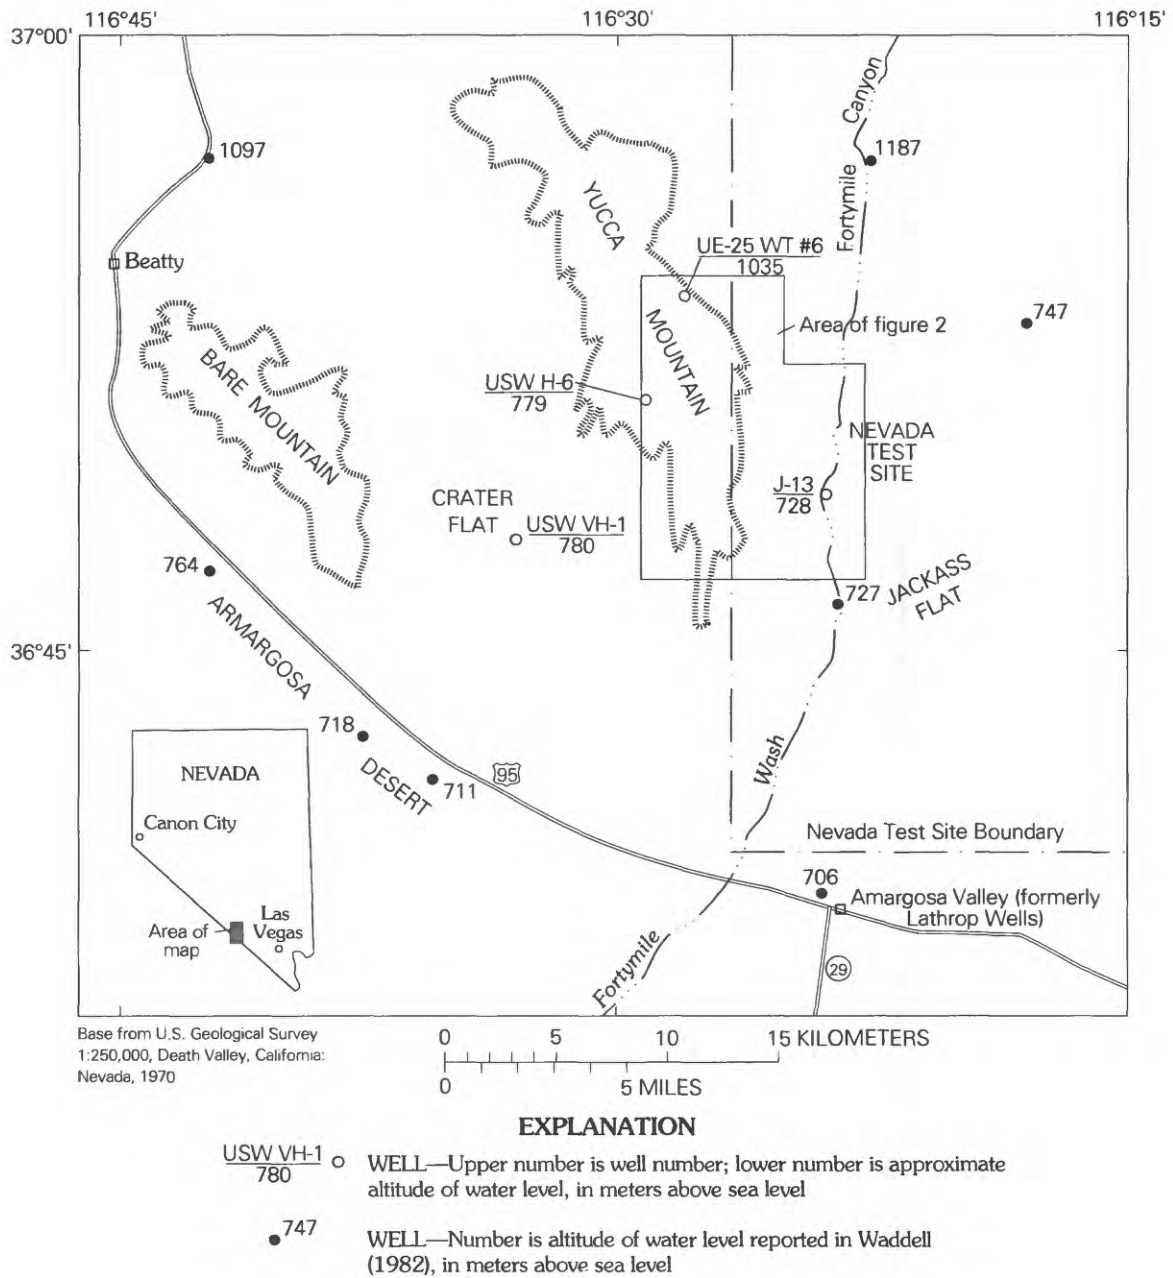 116°45'
116°30'
116°15'
37°00'
Canyon
1097
1187
YUCCA
Fortymile
UE-25 WT #6
1035
Beatty
747
MOUNTAIN
Area of figure 2
BARE MOUNTAIN
USW H-6
779
NEVADA
TEST
SITE
J-13
728
CRATER
FLAT
USW VH-1
780
764
727
JACKASS
FLAT
ARMARGOSA
36°45'
718
DESERT
711
95
Wash
NEVADA
Canon City
Nevada Test Site Boundary
706
Amargosa Valley (formerly
Lathrop Wells)
Las
Vegas
Area of
map
Fortymile
29
Base from U.S. Geological Survey
1:250,000, Death Valley, California:
Nevada, 1970
0 5 10 15 KILOMETERS
0 5 MILES
EXPLANATION
USW VH-1
780
WELL—Upper number is well number; lower number is approximate
altitude of water level, in meters above sea level
747
WELL—Number is altitude of water level reported in Waddell
(1982), in meters above sea level